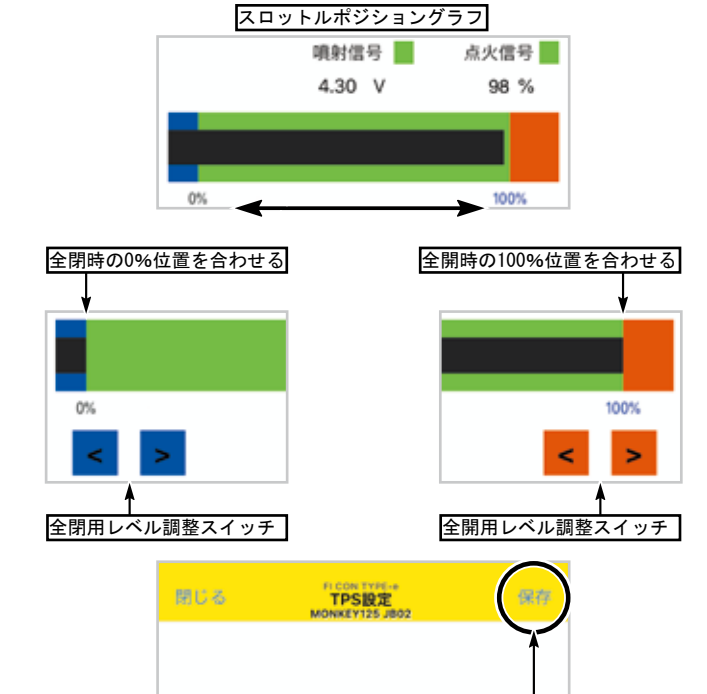 スロットルポジショングラフ
噴射信号 点火信号
4.30 V 98 %
0% 100%
全閉時の0%位置を合わせる 全開時の100%位置を合わせる
0% 100%
< > < >
全閉用レベル調整スイッチ 全開用レベル調整スイッチ
FI CON TYPE-e
閉じる TPS設定 保存
MONKEY125 JB02